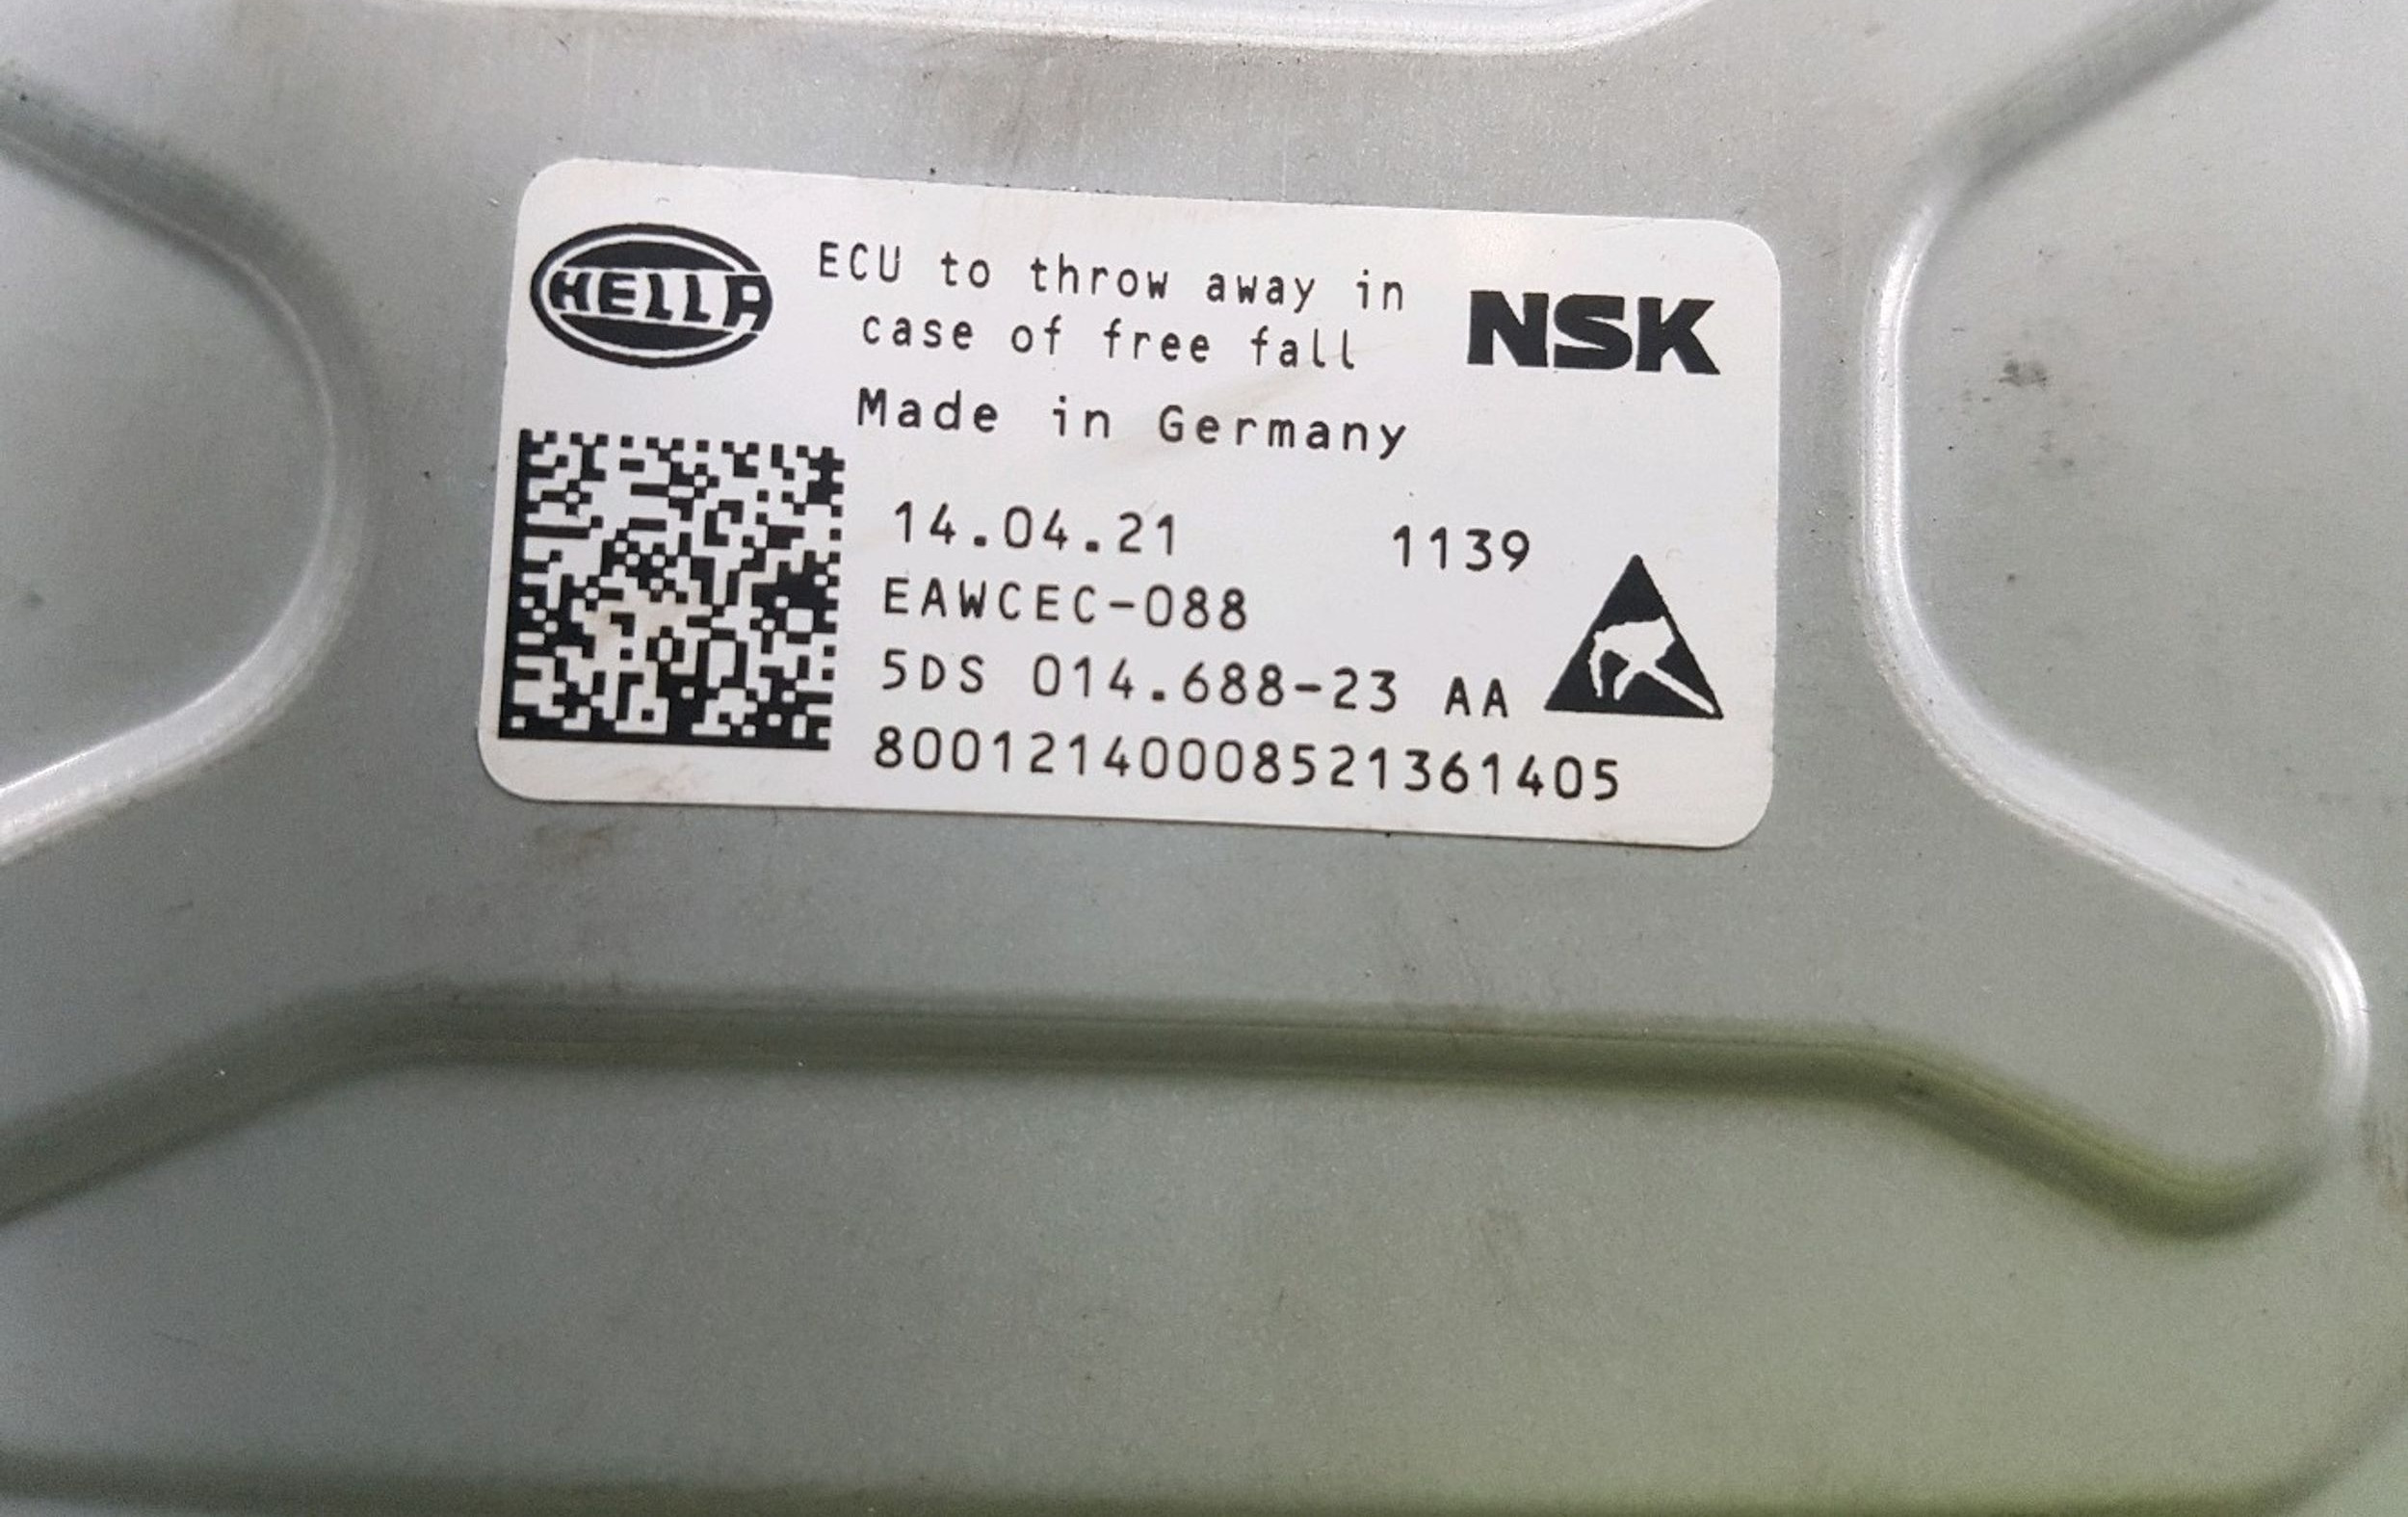 HELLA
ECU to throw away in
case of free fall
NSK
Made in Germany
14.04.21 1139
EAWCEC-088
5DS 014.688-23 AA
80012140008521361405